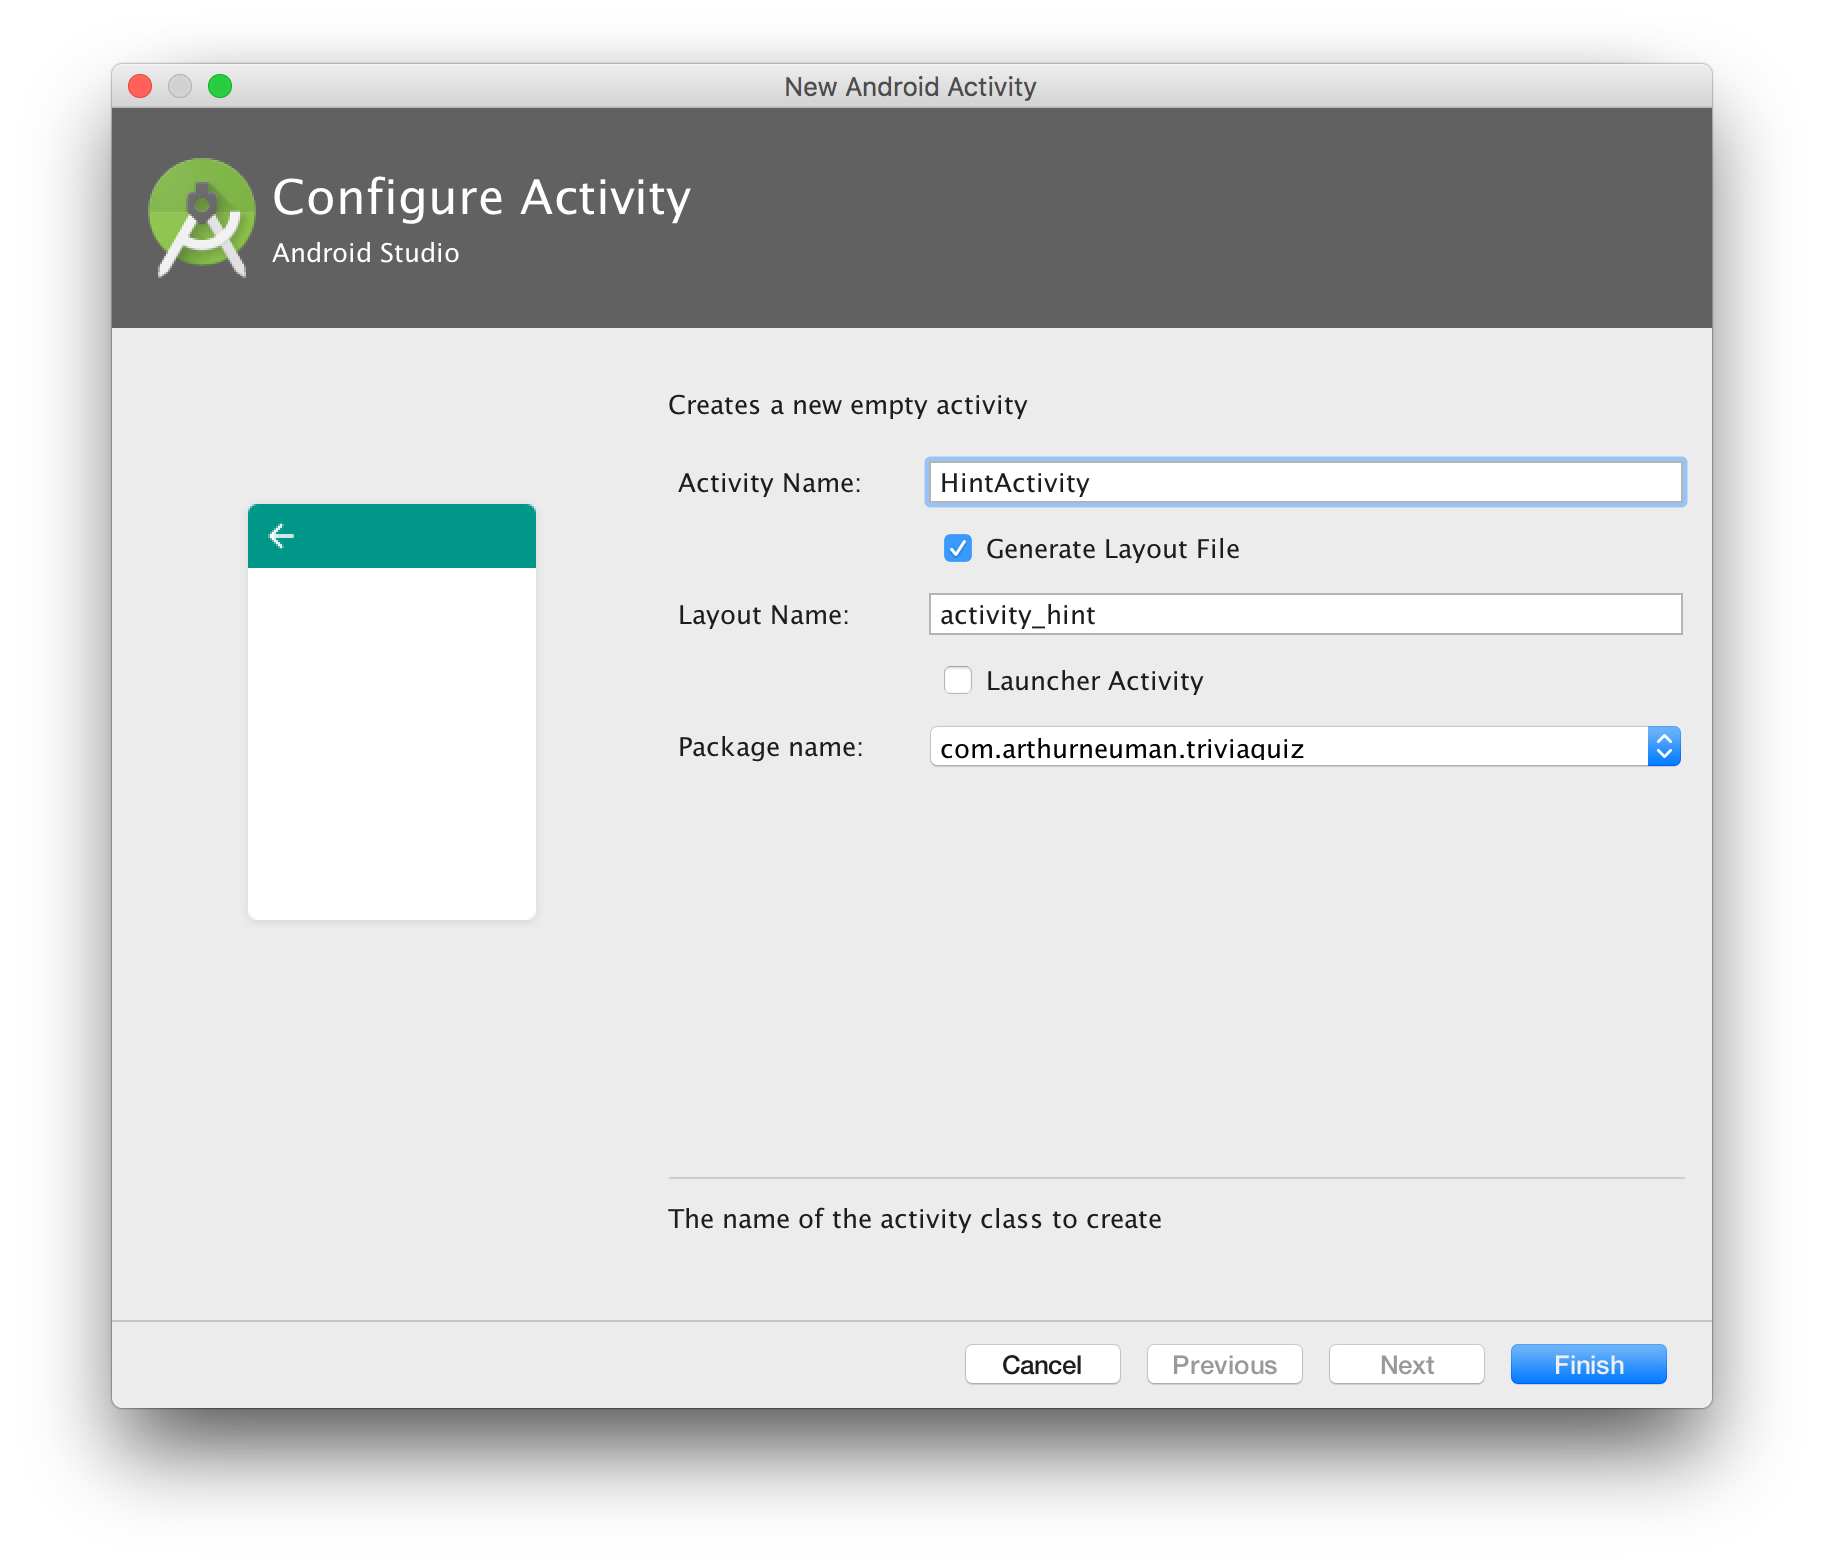 New Android Activity
Configure Activity
Android Studio
Creates a new empty activity
Activity Name: HintActivity
Generate Layout File
Layout Name: activity_hint
Launcher Activity
Package name: com.arthurneuman.triviaquiz
The name of the activity class to create
Cancel Previous Next Finish